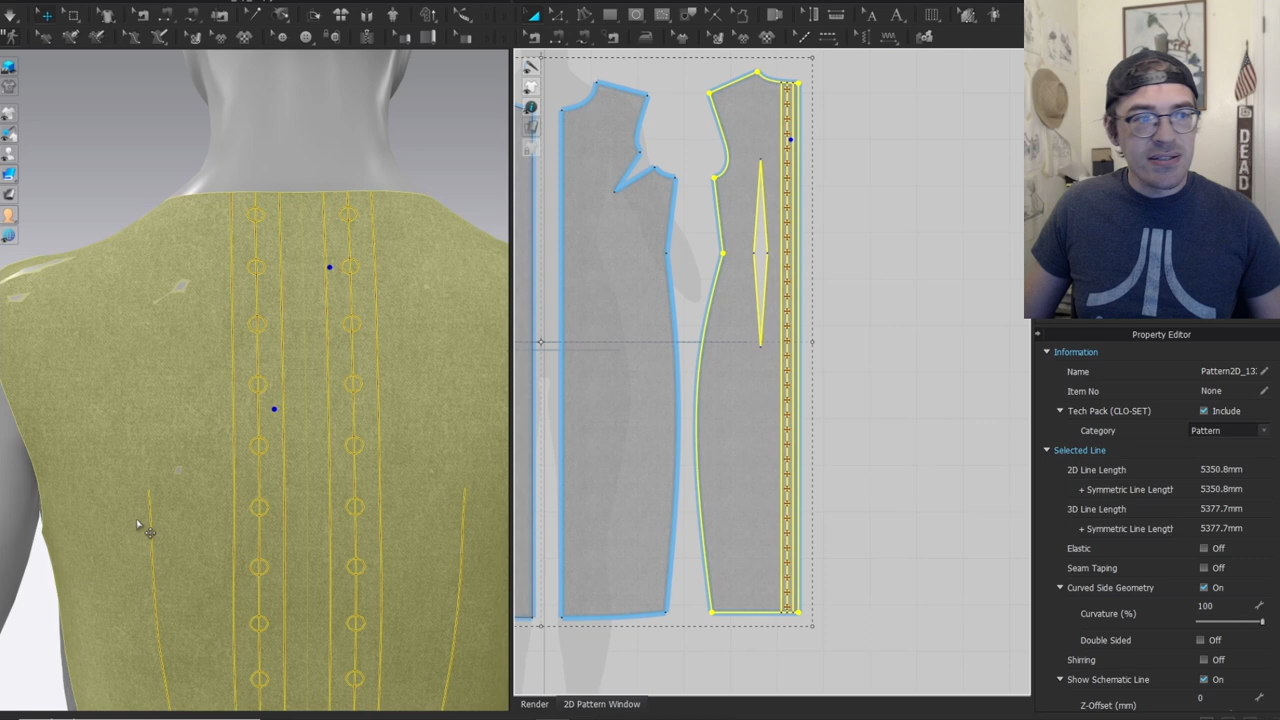 DEAD
Property Editor
Information
Name Pattern2D_13
Item No None
Tech Pack (CLO-SET) Include
Category Pattern
Selected Line
2D Line Length 5350.8mm
+ Symmetric Line Length 5350.8mm
3D Line Length 5377.7mm
+ Symmetric Line Length 5377.7mm
Elastic Off
Seam Taping Off
Curved Side Geometry On
Curvature (%) 100
Double Sided Off
Shirring Off
Show Schematic Line On
Z-Offset (mm) 0
Render 2D Pattern Window